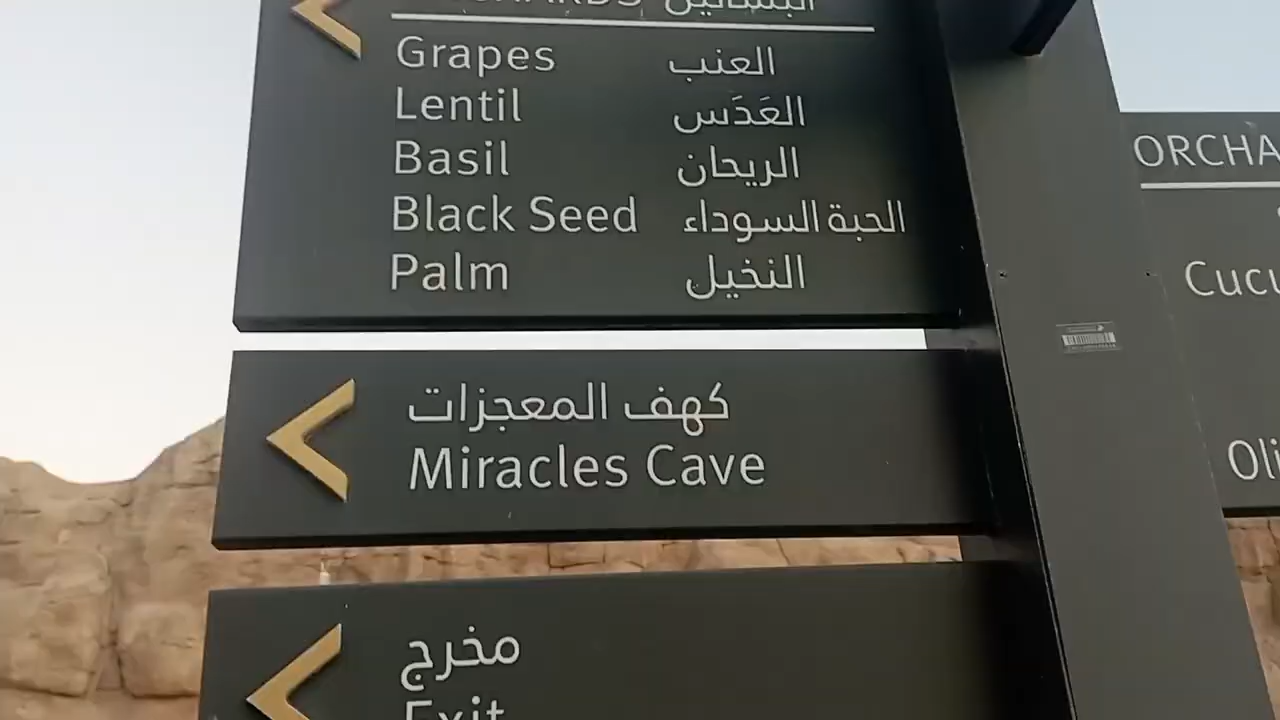 البساتين
Grapes العنب
Lentil العَدَس
Basil الريحان
Black Seed الحبة السوداء
Palm النخيل
كهف المعجزات
Miracles Cave
مخرج
Exit
ORCHA
Cucu
Oli